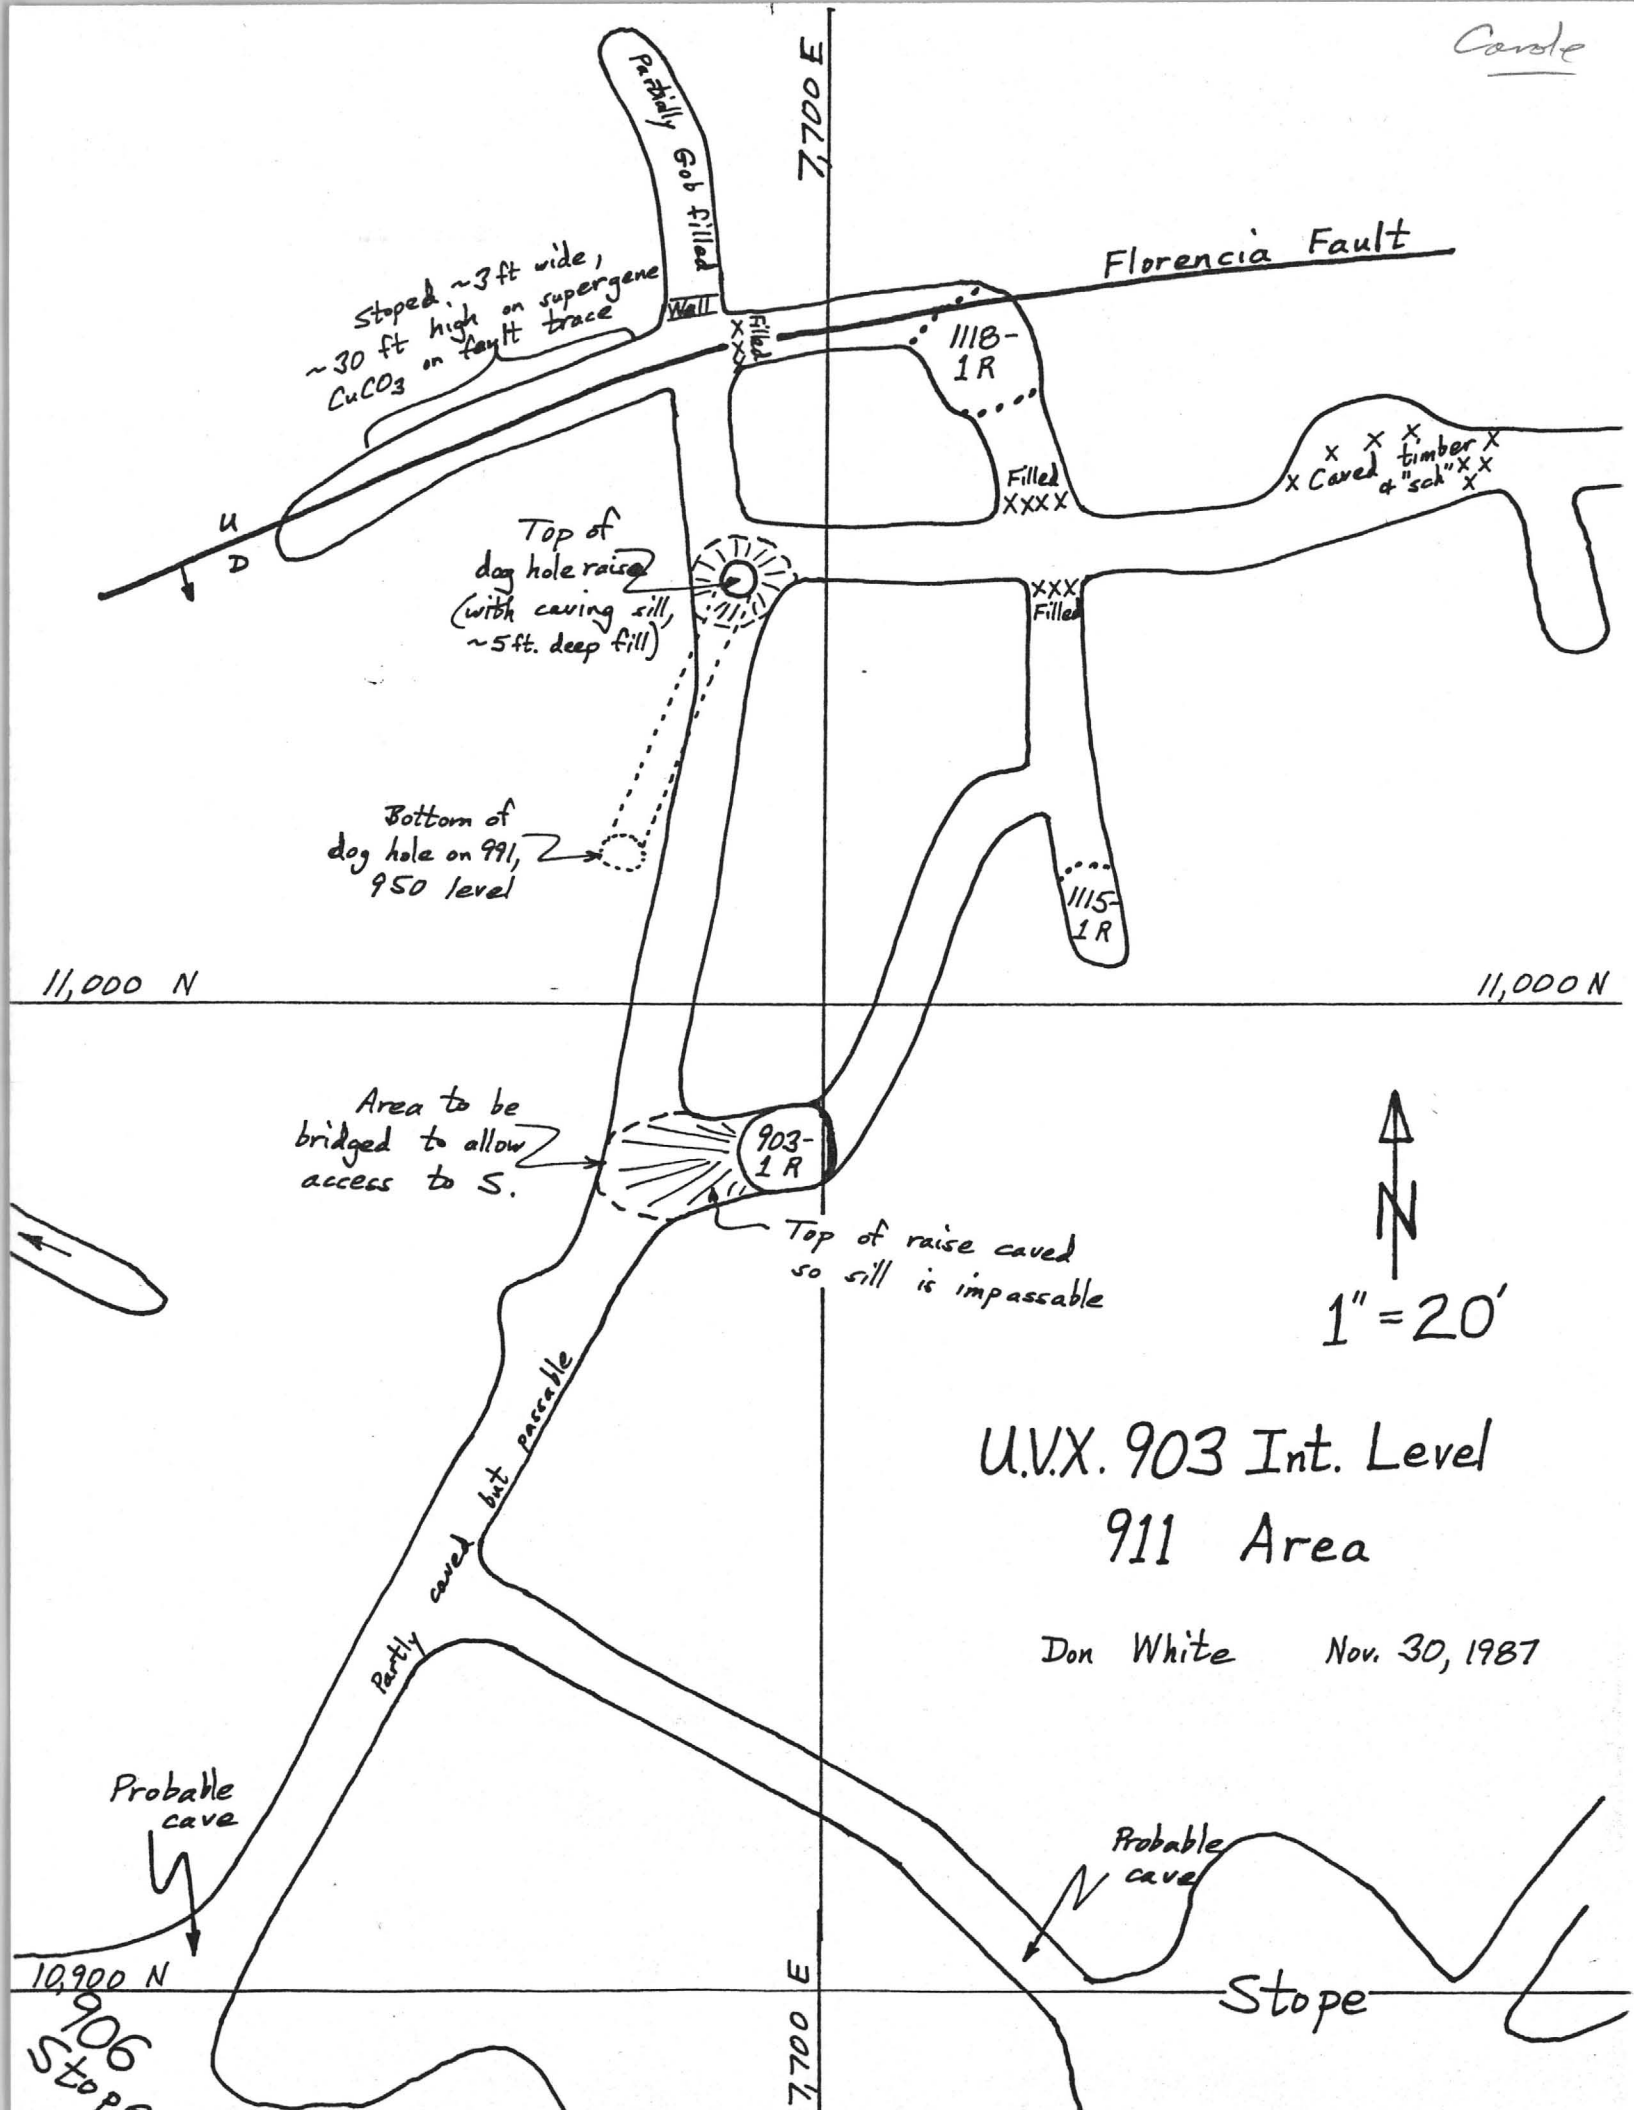 Carole
7,700 E
Partially Gob filled
Wall
Filled
XXX
Florencia Fault
Stoped ~3 ft wide,
~30 ft high on supergene
CuCO3 on fault trace
1118-
1 R
Filled
XXXX
x x x x timber x
x Caved & "sch" x x x
U
D
Top of
dog hole raise
(with caving sill,
~5 ft. deep fill)
XXX
Filled
Bottom of
dog hole on 991,
950 level
1115-
1 R
11,000 N
11,000 N
Area to be
bridged to allow
access to S.
903-
1 R
Top of raise caved
so sill is impassable
N
1" = 20'
U.V.X. 903 Int. Level
911 Area
Don White Nov. 30, 1987
Partly caved but passable
Probable
cave
Probable
cave
10,900 N
906
Stope
Stope
7,700 E